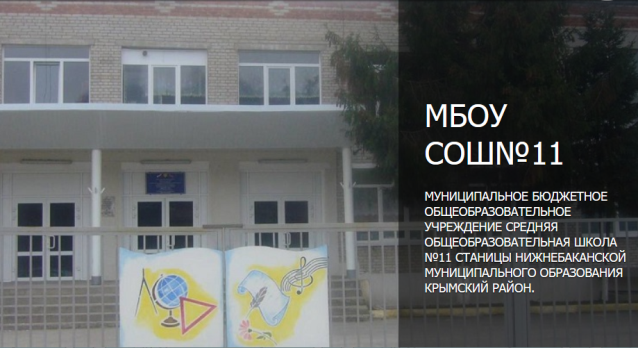 МБОУ
СОШ№11
МУНИЦИПАЛЬНОЕ БЮДЖЕТНОЕ
ОБЩЕОБРАЗОВАТЕЛЬНОЕ
УЧРЕЖДЕНИЕ СРЕДНЯЯ
ОБЩЕОБРАЗОВАТЕЛЬНАЯ ШКОЛА
№11 СТАНИЦЫ НИЖНЕБАКАНСКОЙ
МУНИЦИПАЛЬНОГО ОБРАЗОВАНИЯ
КРЫМСКИЙ РАЙОН.